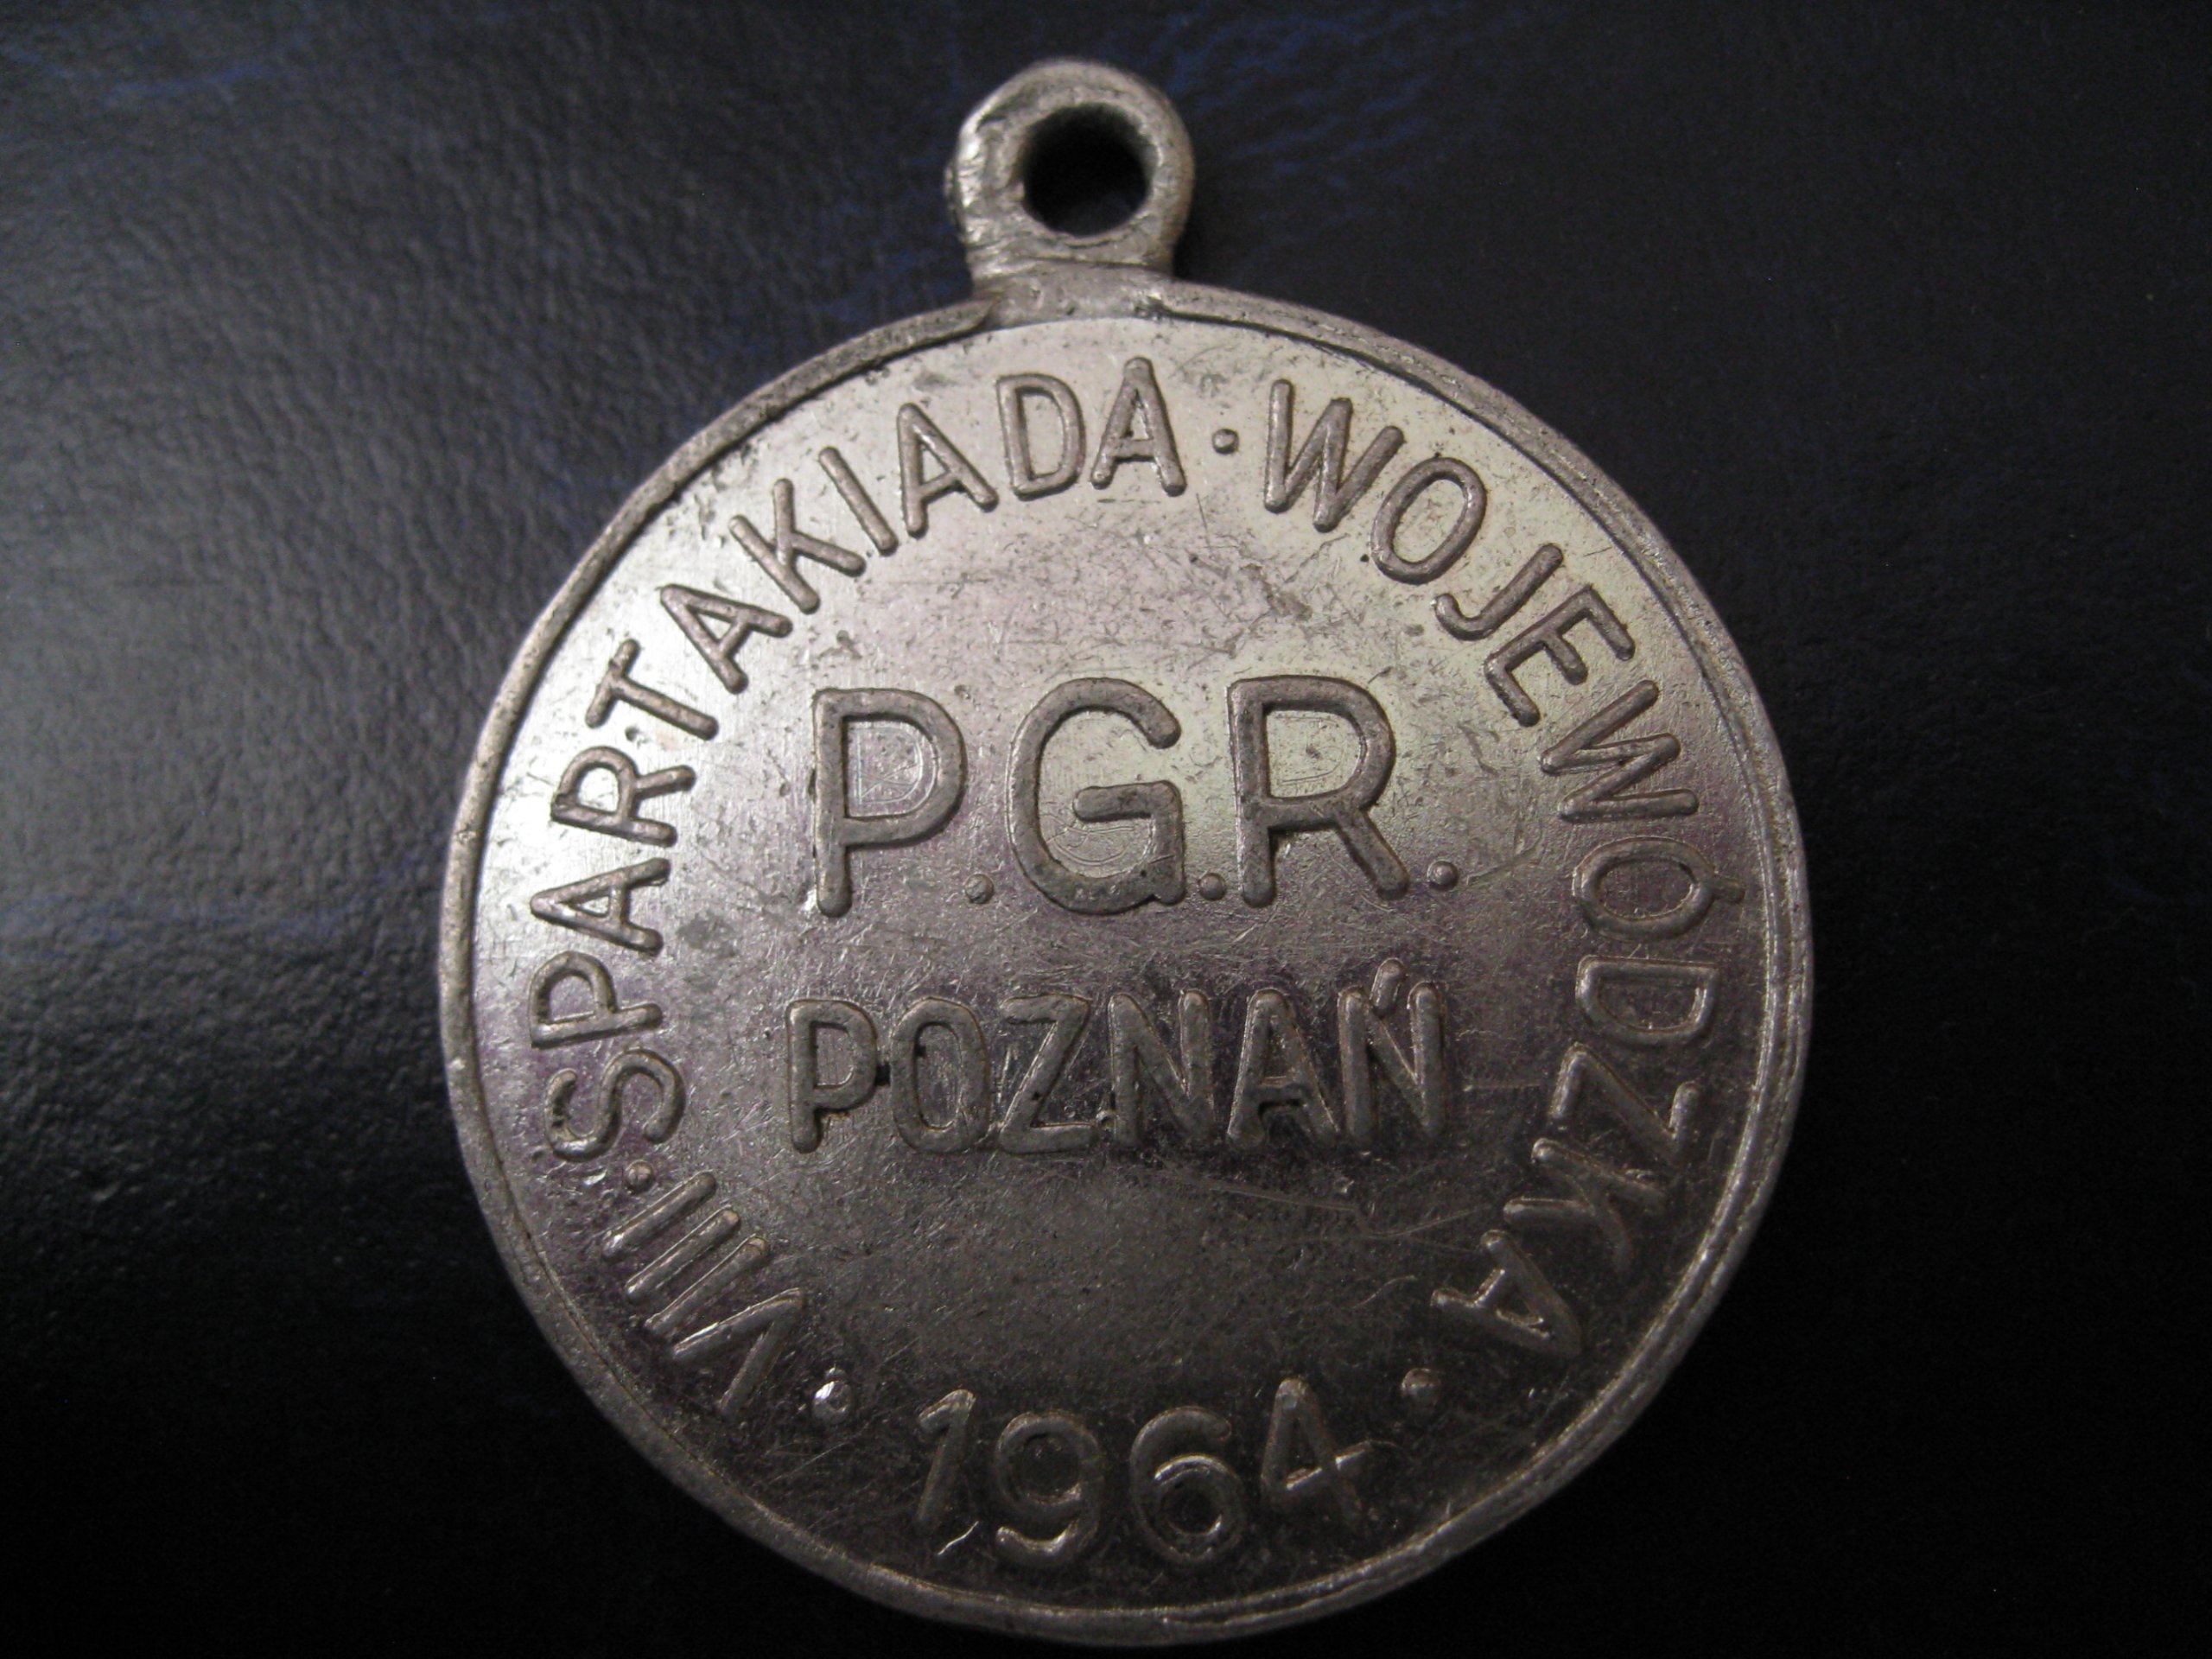 VIII · SPARTAKIADA · WOJEWÓDZKA ·
P.G.R.
POZNAŃ
1964 ·